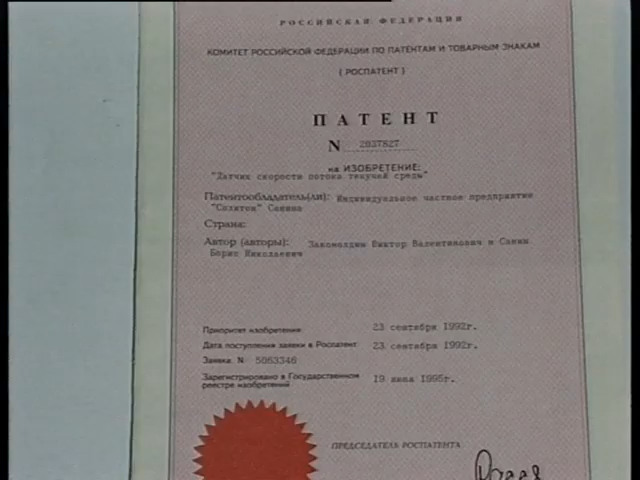 РОССИЙСКАЯ ФЕДЕРАЦИЯ
КОМИТЕТ РОССИЙСКОЙ ФЕДЕРАЦИИ ПО ПАТЕНТАМ И ТОВАРНЫМ ЗНАКАМ
(РОСПАТЕНТ)
ПАТЕНТ
N 2037827
на ИЗОБРЕТЕНИЕ:
"Датчик скорости потока текучей среды"
Патентообладатель(ли): Индивидуальное частное предприятие
"Солитон" Санина
Страна:
Автор (авторы): Закомолдин Виктор Валентинович и Санин
Борис Николаевич
Приоритет изобретения 23 сентября 1992г.
Дата поступления заявки в Роспатент 23 сентября 1992г.
Заявка N 5063346
Зарегистрировано в Государственном
реестре изобретений 19 июня 1995г.
ПРЕДСЕДАТЕЛЬ РОСПАТЕНТА